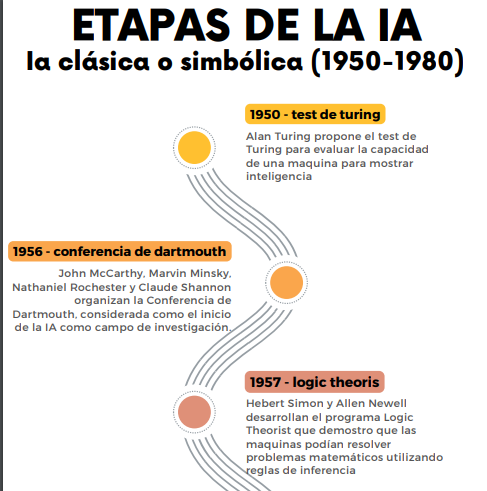 ETAPAS DE LA IA
Ia clásica o simbólica (1950-1980)
1950 - test de turing
Alan Turing propone el test de
Turing para evaluar la capacidad
de una maquina para mostrar
inteligencia
1956 - conferencia de dartmouth
John McCarthy, Marvin Minsky,
Nathaniel Rochester y Claude Shannon
organizan la Conferencia de
Dartmouth, considerada como el inicio
de la IA como campo de investigación.
1957 - logic theoris
Hebert Simon y Allen Newell
desarrollan el programa Logic
Theorist que demostro que las
maquinas podían resolver
problemas matemáticos utilizando
reglas de inferencia